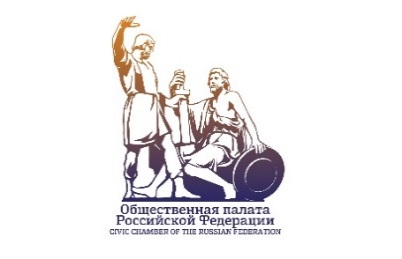 Общественная палата
Российской Федерации
CIVIC CHAMBER OF THE RUSSIAN FEDERATION